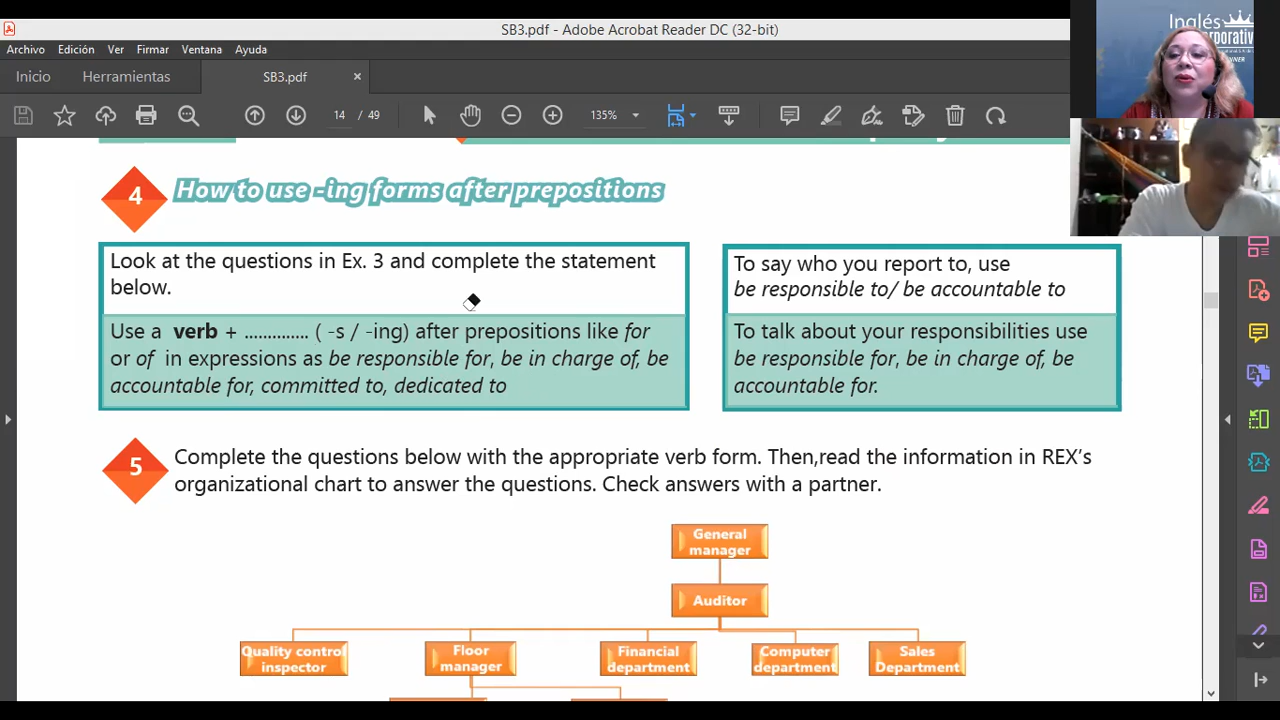 SB3.pdf - Adobe Acrobat Reader DC (32-bit)
Archivo Edición Ver Firmar Ventana Ayuda
Inicio Herramientas SB3.pdf ×
14 / 49 135%
Inglés
4 How to use -ing forms after prepositions
Look at the questions in Ex. 3 and complete the statement
below.
Use a verb + ............. ( -s / -ing) after prepositions like for
or of in expressions as be responsible for, be in charge of, be
accountable for, committed to, dedicated to
To say who you report to, use
be responsible to/ be accountable to
To talk about your responsibilities use
be responsible for, be in charge of, be
accountable for.
5 Complete the questions below with the appropriate verb form. Then,read the information in REX's
organizational chart to answer the questions. Check answers with a partner.
General
manager
Auditor
Quality control
inspector
Floor
manager
Financial
department
Computer
department
Sales
Department